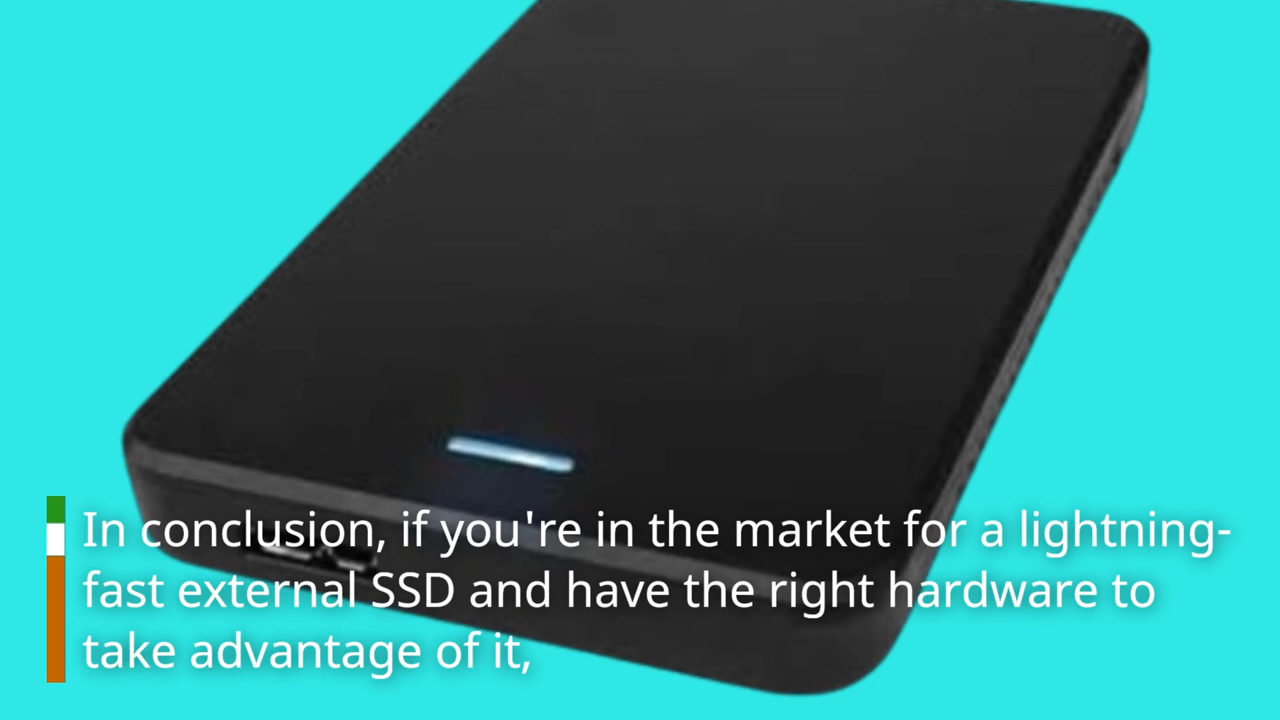 In conclusion, if you're in the market for a lightning-
fast external SSD and have the right hardware to
take advantage of it,